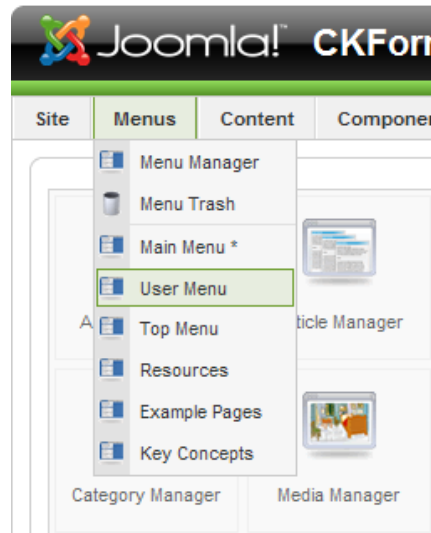 Joomla!™ CKForm
Site Menus Content Componen
Menu Manager
Menu Trash
Main Menu *
User Menu
Top Menu
Resources
Example Pages
Key Concepts
A
ticle Manager
Category Manager
Media Manager